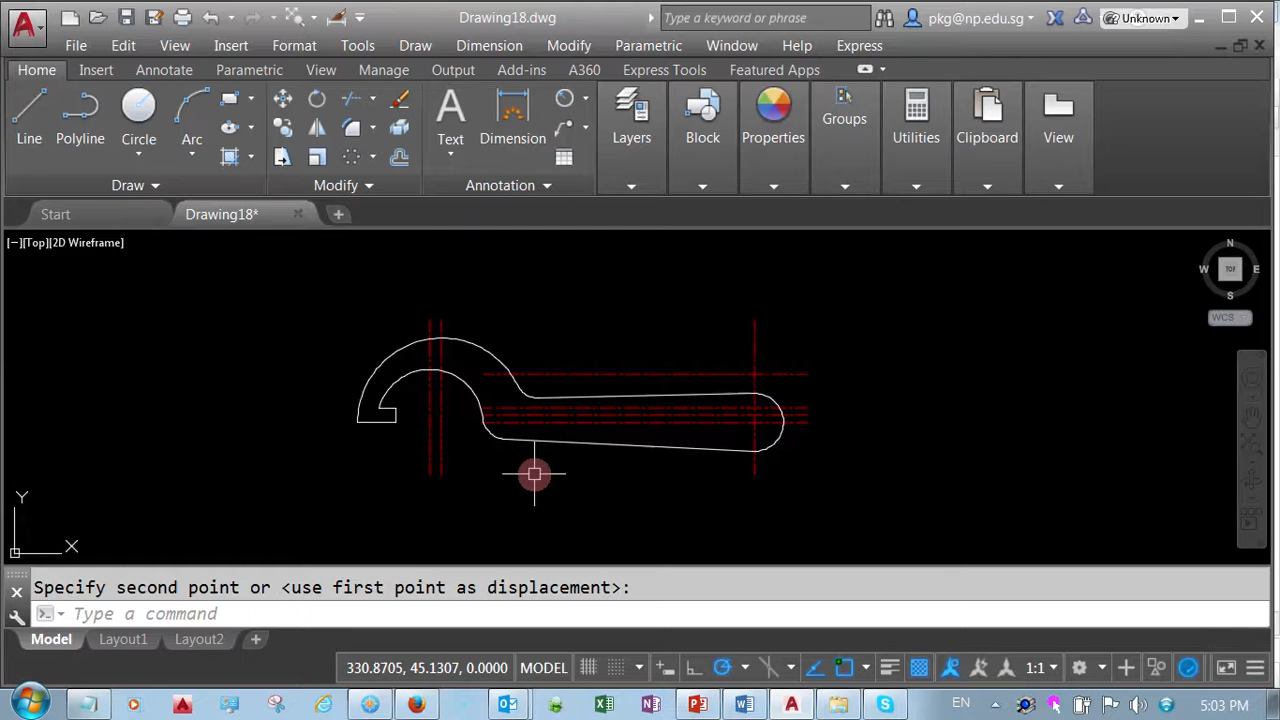 Drawing18.dwg
Type a keyword or phrase
pkg@np.edu.sg
Unknown
File Edit View Insert Format Tools Draw Dimension Modify Parametric Window Help Express
Home Insert Annotate Parametric View Manage Output Add-ins A360 Express Tools Featured Apps
Line Polyline Circle Arc Text Dimension Layers Block Properties Groups Utilities Clipboard View
Draw Modify Annotation
Start Drawing18*
[−][Top][2D Wireframe]
N
W TOP E
S
WCS
Y
X
Specify second point or <use first point as displacement>:
Type a command
Model Layout1 Layout2
330.8705, 45.1307, 0.0000 MODEL 1:1
EN 5:03 PM